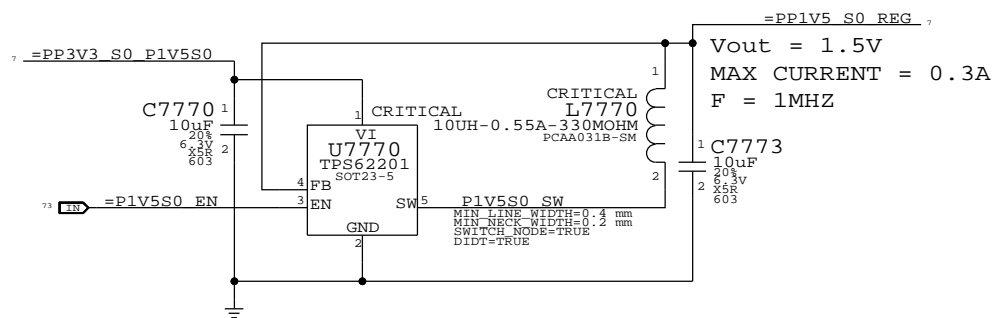 =PP1V5_S0_REG 7
7 =PP3V3_S0_P1V5S0
Vout = 1.5V
MAX CURRENT = 0.3A
F = 1MHZ
1
CRITICAL
L7770
10UH-0.55A-330MOHM
PCAA031B-SM
2
C7770 1
10uF
20%
6.3V
X5R
603
2
1 CRITICAL
VI
U7770
TPS62201
SOT23-5
4 FB
3 EN
SW 5
GND
2
1 C7773
10uF
20%
6.3V
X5R
603
2
73 IN =P1V5S0_EN
P1V5S0_SW
MIN_LINE_WIDTH=0.4 mm
MIN_NECK_WIDTH=0.2 mm
SWITCH_NODE=TRUE
DIDT=TRUE